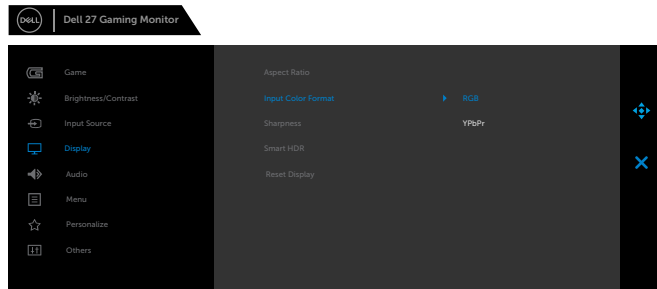 DELL
Dell 27 Gaming Monitor
Game
Aspect Ratio
Brightness/Contrast
Input Color Format
RGB
Input Source
Sharpness
YPbPr
Display
Smart HDR
Audio
Reset Display
Menu
Personalize
Others